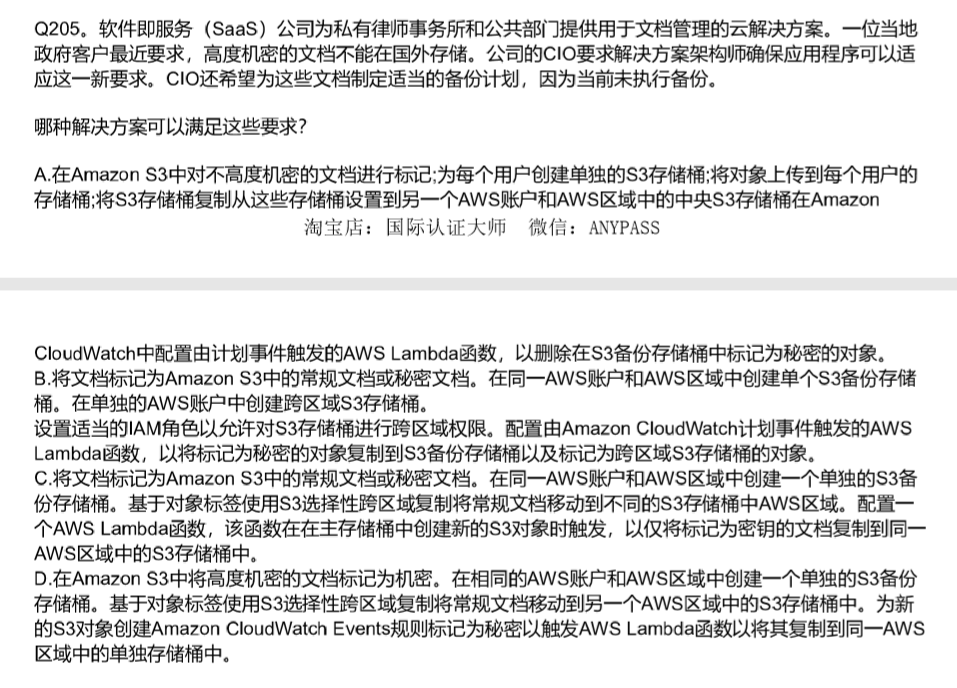 Q205。软件即服务（SaaS）公司为私有律师事务所和公共部门提供用于文档管理的云解决方案。一位当地
政府客户最近要求，高度机密的文档不能在国外存储。公司的CIO要求解决方案架构师确保应用程序可以适
应这一新要求。CIO还希望为这些文档制定适当的备份计划，因为当前未执行备份。
哪种解决方案可以满足这些要求？
A.在Amazon S3中对不高度机密的文档进行标记;为每个用户创建单独的S3存储桶;将对象上传到每个用户的
存储桶;将S3存储桶复制从这些存储桶设置到另一个AWS账户和AWS区域中的中央S3存储桶在Amazon
淘宝店：国际认证大师 微信：ANYPASS
CloudWatch中配置由计划事件触发的AWS Lambda函数，以删除在S3备份存储桶中标记为秘密的对象。
B.将文档标记为Amazon S3中的常规文档或秘密文档。在同一AWS账户和AWS区域中创建单个S3备份存储
桶。在单独的AWS账户中创建跨区域S3存储桶。
设置适当的IAM角色以允许对S3存储桶进行跨区域权限。配置由Amazon CloudWatch计划事件触发的AWS
Lambda函数，以将标记为秘密的对象复制到S3备份存储桶以及标记为跨区域S3存储桶的对象。
C.将文档标记为Amazon S3中的常规文档或秘密文档。在同一AWS账户和AWS区域中创建一个单独的S3备
份存储桶。基于对象标签使用S3选择性跨区域复制将常规文档移动到不同的S3存储桶中AWS区域。配置一
个AWS Lambda函数，该函数在在主存储桶中创建新的S3对象时触发，以仅将标记为密钥的文档复制到同一
AWS区域中的S3存储桶中。
D.在Amazon S3中将高度机密的文档标记为机密。在相同的AWS账户和AWS区域中创建一个单独的S3备份
存储桶。基于对象标签使用S3选择性跨区域复制将常规文档移动到另一个AWS区域中的S3存储桶中。为新
的S3对象创建Amazon CloudWatch Events规则标记为秘密以触发AWS Lambda函数以将其复制到同一AWS
区域中的单独存储桶中。